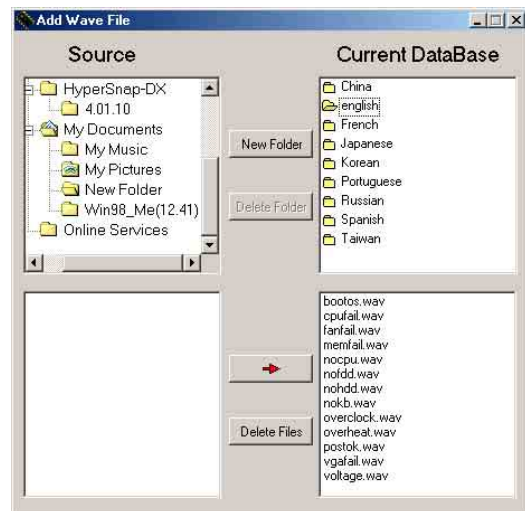 Add Wave File
Source
Current DataBase
HyperSnap-DX
4.01.10
My Documents
My Music
My Pictures
New Folder
Win98_Me(12.41)
Online Services
New Folder
Delete Folder
China
english
French
Japanese
Korean
Portuguese
Russian
Spanish
Taiwan
Delete Files
bootos.wav
cpufail.wav
fanfail.wav
memfail.wav
nocpu.wav
nofdd.wav
nohdd.wav
nokb.wav
overclock.wav
overheat.wav
postok.wav
vgafail.wav
voltage.wav